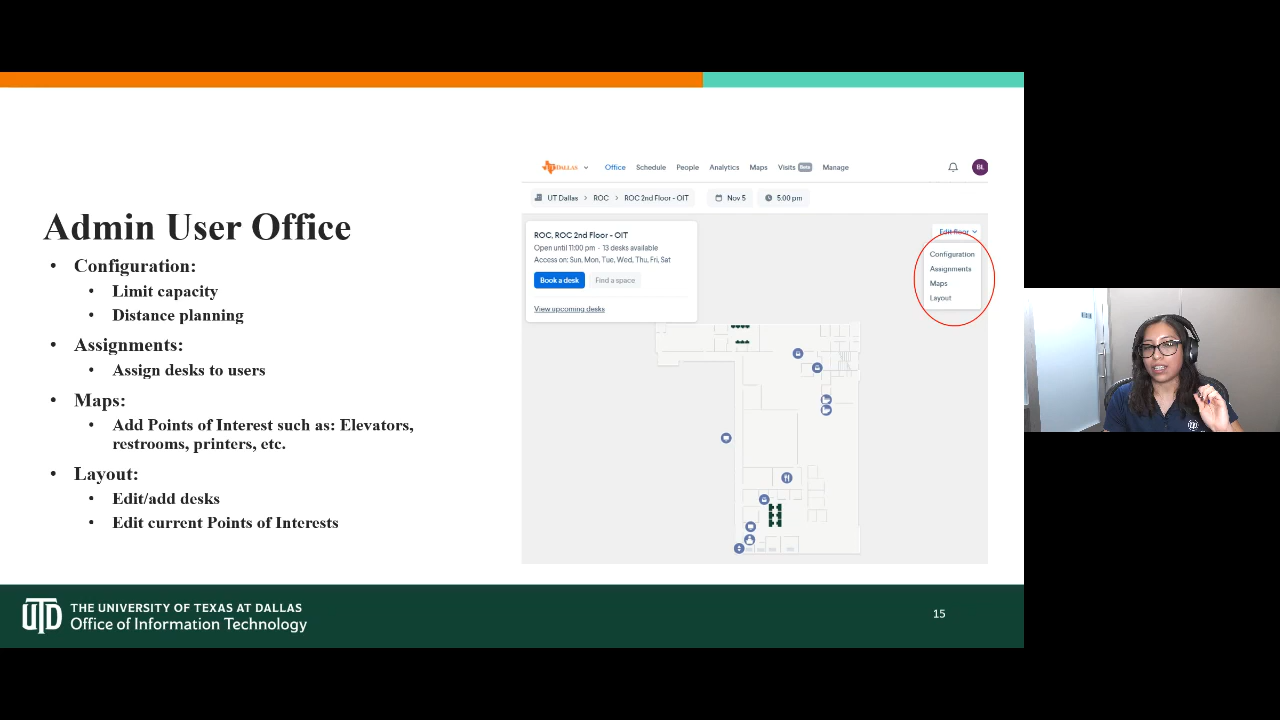 Admin User Office
• Configuration:
• Limit capacity
• Distance planning
• Assignments:
• Assign desks to users
• Maps:
• Add Points of Interest such as: Elevators,
restrooms, printers, etc.
• Layout:
• Edit/add desks
• Edit current Points of Interests
UT DALLAS Office Schedule People Analytics Maps Visits Beta Manage BL
UT Dallas > ROC > ROC 2nd Floor - OIT Nov 5 5:00 pm
ROC, ROC 2nd Floor - OIT
Open until 11:00 pm - 13 desks available
Access on: Sun, Mon, Tue, Wed, Thu, Fri, Sat
Book a desk Find a space
View upcoming desks
Edit floor
Configuration
Assignments
Maps
Layout
UTD THE UNIVERSITY OF TEXAS AT DALLAS
Office of Information Technology
15